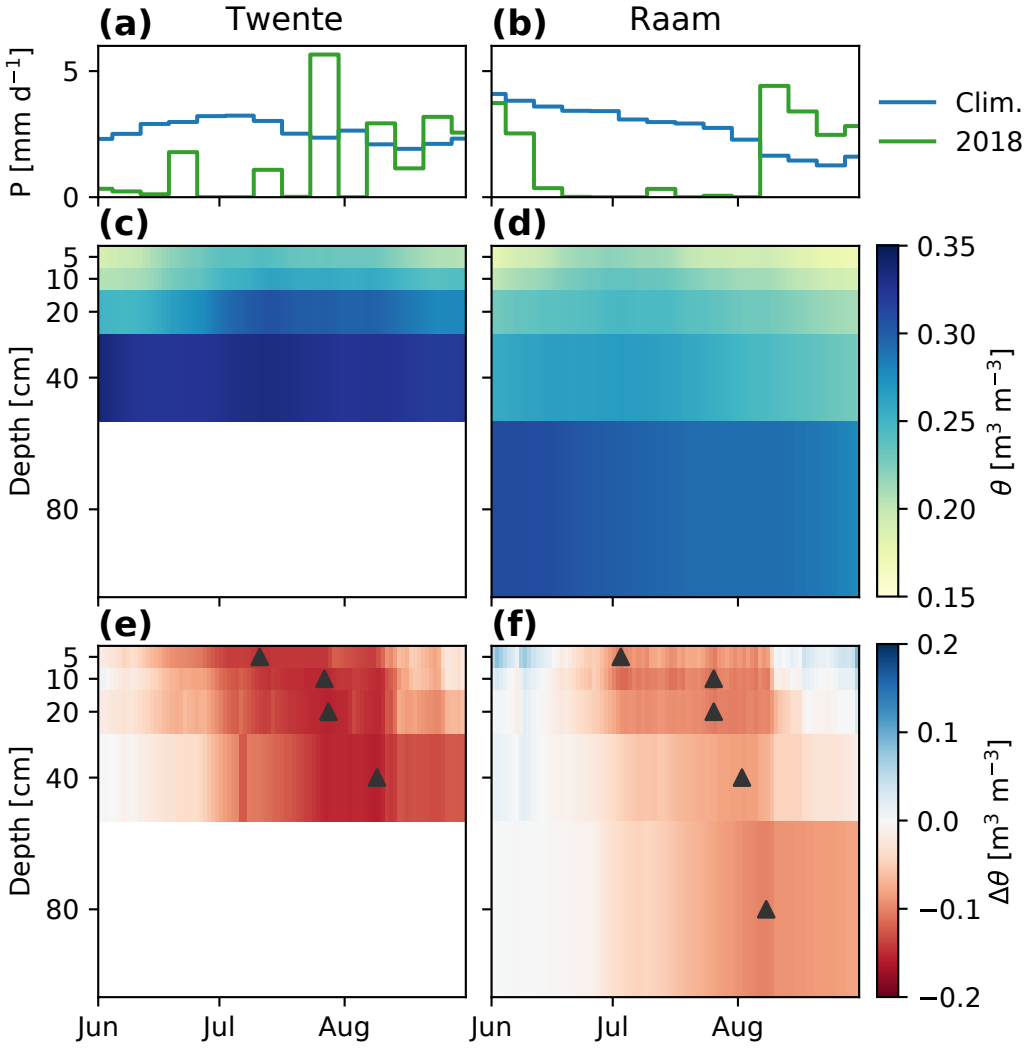 (a) Twente
(b) Raam
P [mm d⁻¹]
5
0
Clim.
2018
(c)
(d)
Depth [cm]
5
10
20
40
80
0.35
0.30
0.25
0.20
0.15
θ [m³ m⁻³]
(e)
(f)
Depth [cm]
5
10
20
40
80
0.2
0.1
0.0
−0.1
−0.2
Δθ [m³ m⁻³]
Jun Jul Aug
Jun Jul Aug